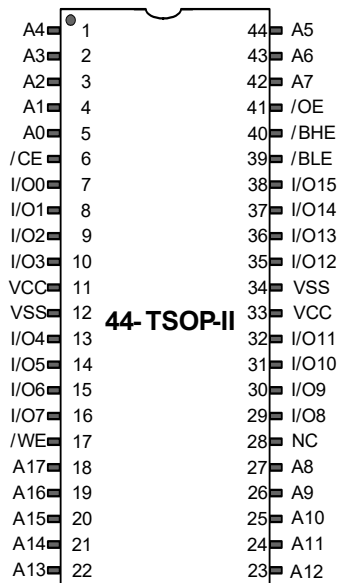 A4 1 44 A5
A3 2 43 A6
A2 3 42 A7
A1 4 41 /OE
A0 5 40 /BHE
/CE 6 39 /BLE
I/O0 7 38 I/O15
I/O1 8 37 I/O14
I/O2 9 36 I/O13
I/O3 10 35 I/O12
VCC 11 34 VSS
VSS 12 33 VCC
44-TSOP-II
I/O4 13 32 I/O11
I/O5 14 31 I/O10
I/O6 15 30 I/O9
I/O7 16 29 I/O8
/WE 17 28 NC
A17 18 27 A8
A16 19 26 A9
A15 20 25 A10
A14 21 24 A11
A13 22 23 A12